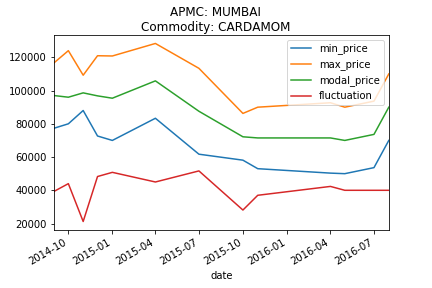 APMC: MUMBAI
Commodity: CARDAMOM
min_price
max_price
modal_price
fluctuation
120000
100000
80000
60000
40000
20000
2014-10
2015-01
2015-04
2015-07
2015-10
2016-01
2016-04
2016-07
date